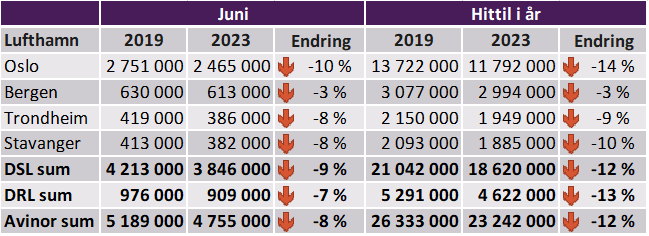 Juni Hittil i år
Lufthamn 2019 2023 Endring 2019 2023 Endring
Oslo 2 751 000 2 465 000 -10 % 13 722 000 11 792 000 -14 %
Bergen 630 000 613 000 -3 % 3 077 000 2 994 000 -3 %
Trondheim 419 000 386 000 -8 % 2 150 000 1 949 000 -9 %
Stavanger 413 000 382 000 -8 % 2 093 000 1 885 000 -10 %
DSL sum 4 213 000 3 846 000 -9 % 21 042 000 18 620 000 -12 %
DRL sum 976 000 909 000 -7 % 5 291 000 4 622 000 -13 %
Avinor sum 5 189 000 4 755 000 -8 % 26 333 000 23 242 000 -12 %